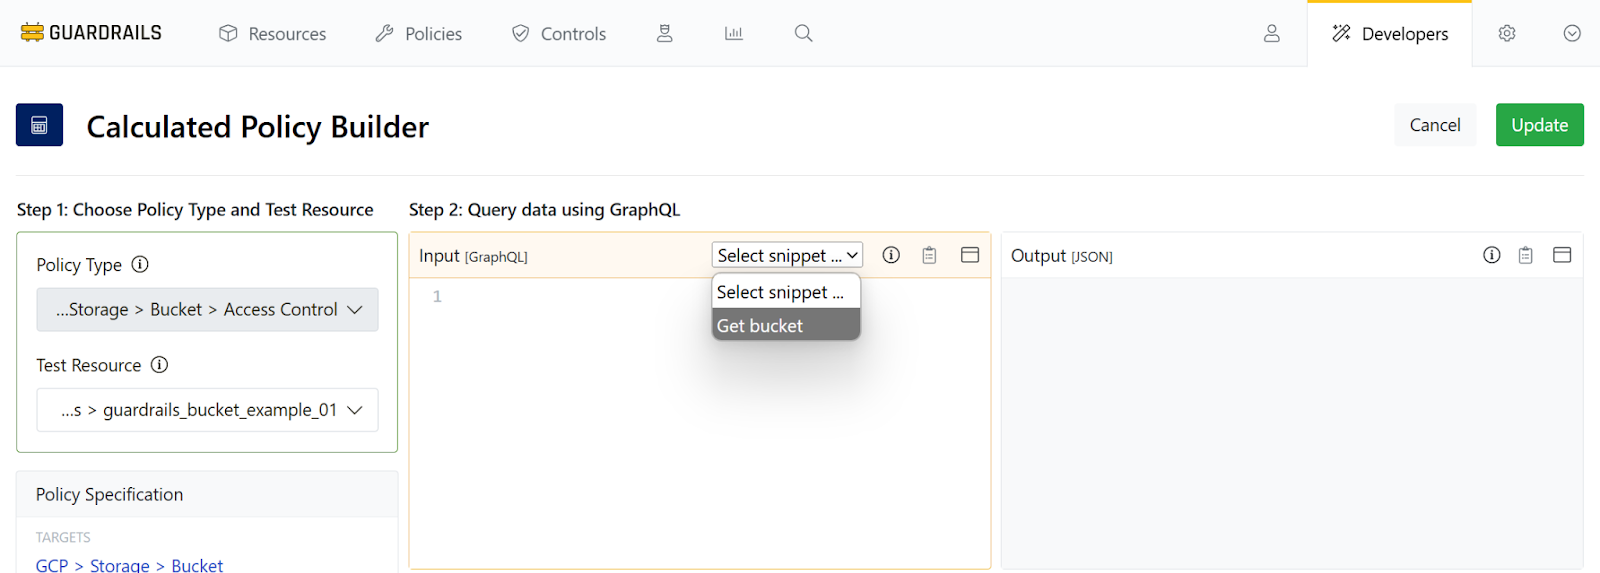 GUARDRAILS Resources Policies Controls Developers
Calculated Policy Builder Cancel Update
Step 1: Choose Policy Type and Test Resource
Policy Type
...Storage > Bucket > Access Control
Test Resource
...s > guardrails_bucket_example_01
Policy Specification
TARGETS
GCP > Storage > Bucket
Step 2: Query data using GraphQL
Input [GraphQL] Select snippet ...
Select snippet ...
Get bucket
1
Output [JSON]